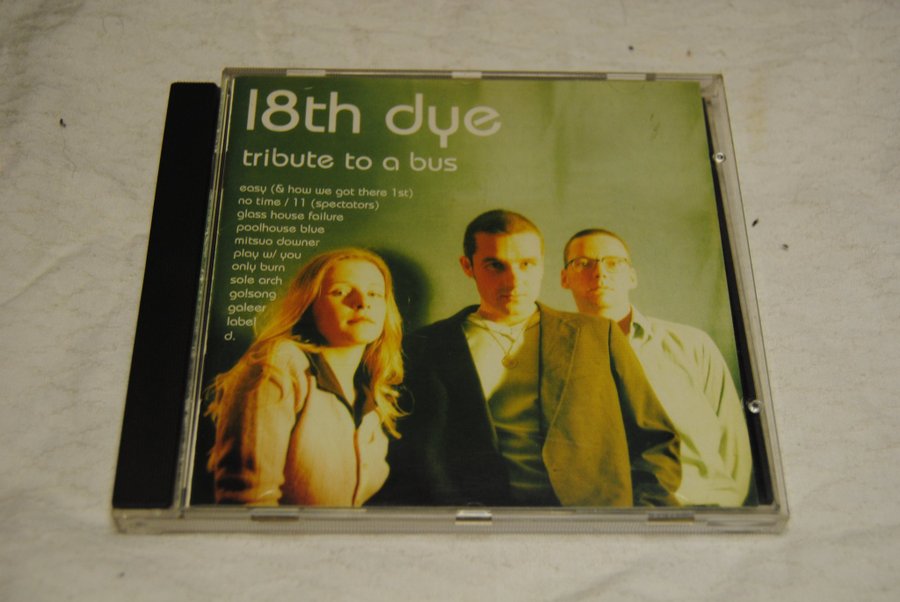 18th dye
tribute to a bus
easy (& how we got there 1st)
no time / 11 (spectators)
glass house failure
poolhouse blue
mitsuo downer
play w/ you
only burn
sole arch
galsong
galeer
label
d.